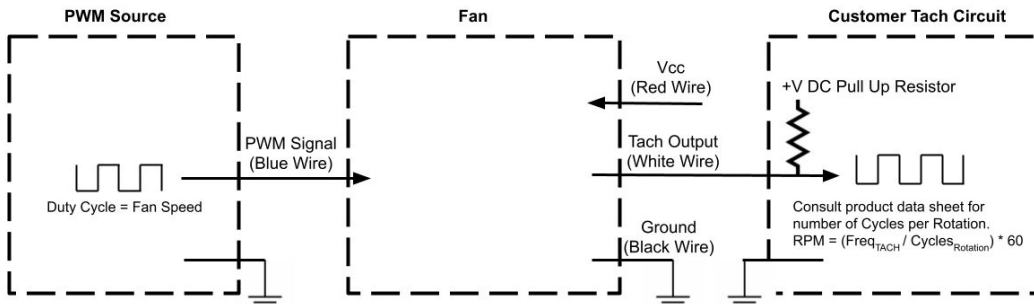 PWM Source
Fan
Customer Tach Circuit
Vcc
(Red Wire)
+V DC Pull Up Resistor
PWM Signal
(Blue Wire)
Tach Output
(White Wire)
Duty Cycle = Fan Speed
Consult product data sheet for
number of Cycles per Rotation.
RPM = (Freq_TACH / Cycles_Rotation) * 60
Ground
(Black Wire)